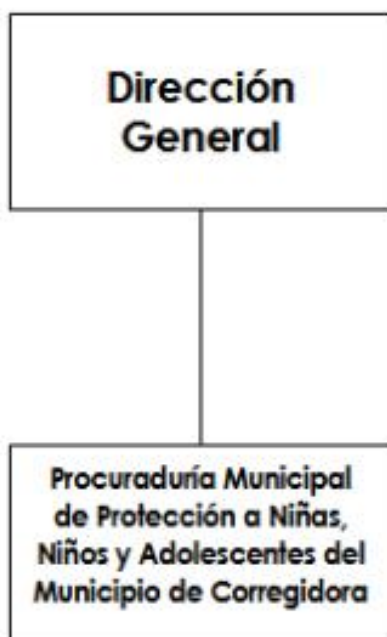 Dirección
General
Procuraduría Municipal
de Protección a Niñas,
Niños y Adolescentes del
Municipio de Corregidora